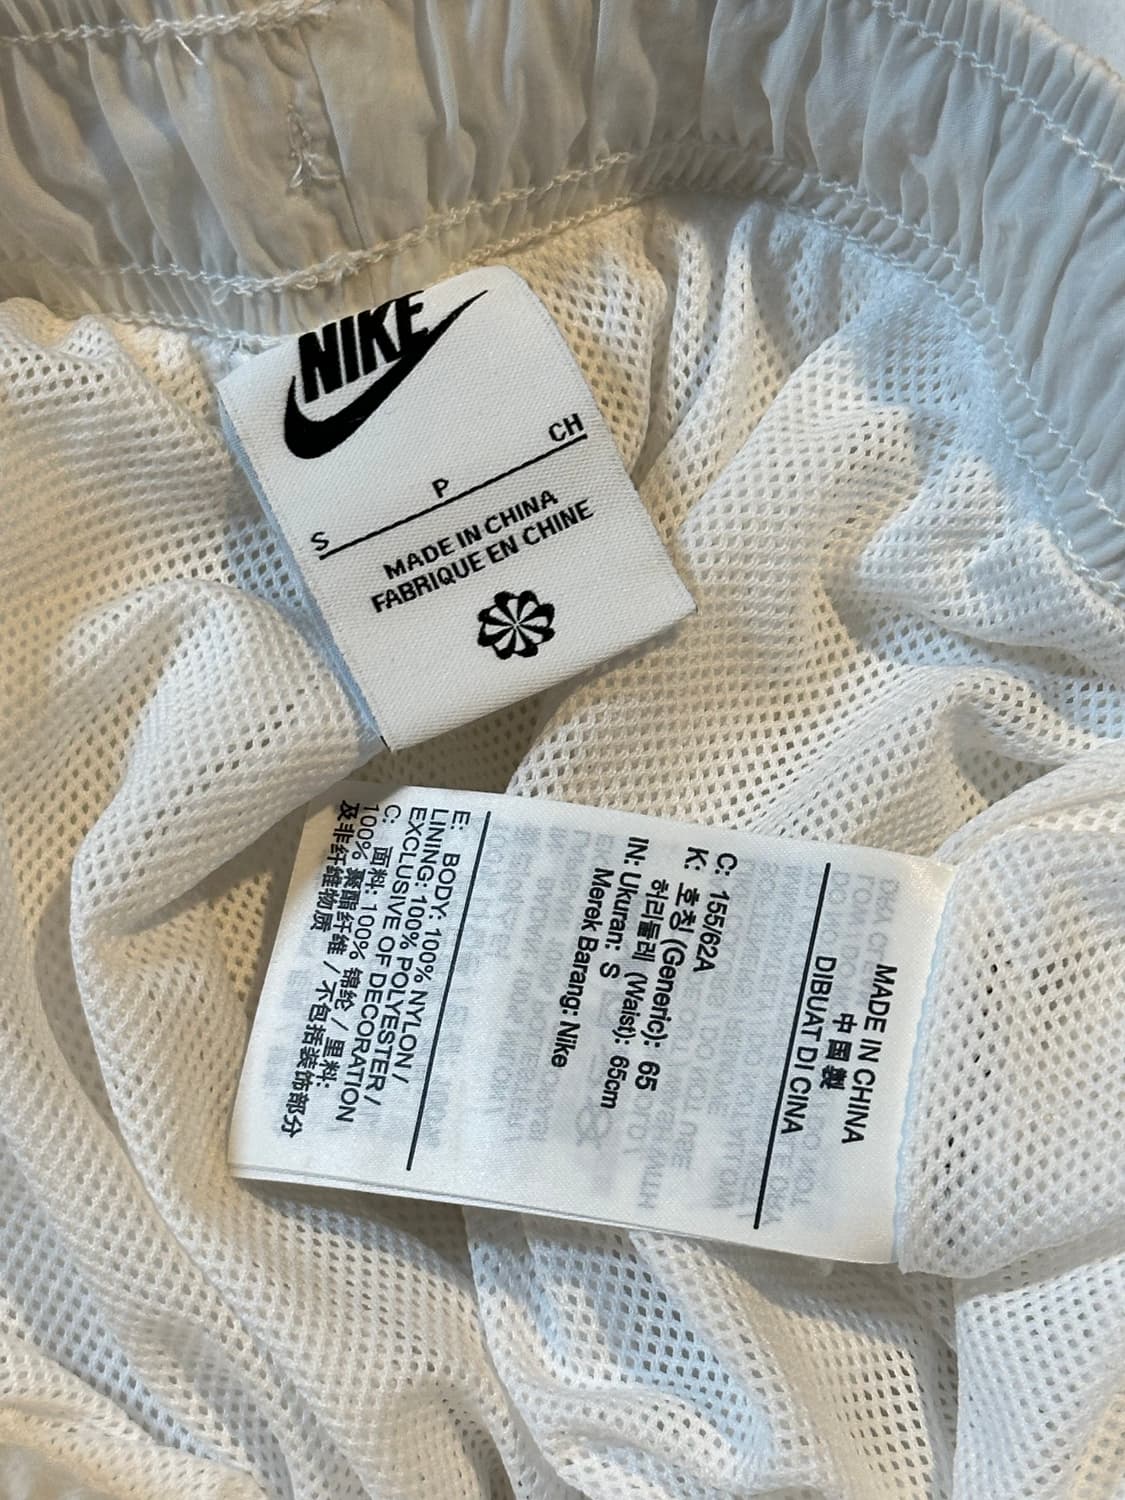 NIKE
S P CH
MADE IN CHINA
FABRIQUE EN CHINE
MADE IN CHINA
中國製
DIBUAT DI CINA
C: 155/62A
K: 호칭 (Generic): 65
허리둘레 (Waist): 65cm
IN: Ukuran: S
Merek Barang: Nike
E: BODY: 100% NYLON /
LINING: 100% POLYESTER /
EXCLUSIVE OF DECORATION
C: 面料: 100% 锦纶 / 里料:
100% 聚酯纤维 / 不包括装饰部分
及非纤维物质